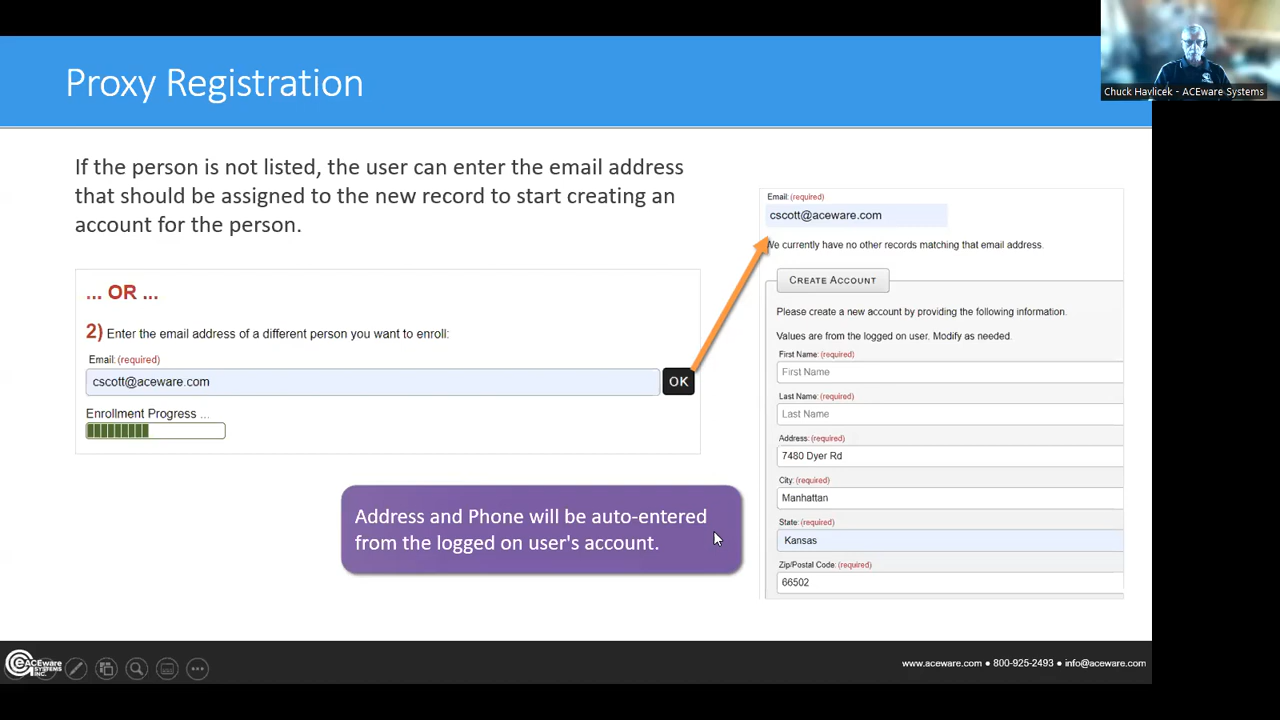 Proxy Registration
Chuck Havlicek - ACEware Systems
If the person is not listed, the user can enter the email address
that should be assigned to the new record to start creating an
account for the person.
... OR ...
2) Enter the email address of a different person you want to enroll:
Email: (required)
cscott@aceware.com
OK
Enrollment Progress ...
Address and Phone will be auto-entered
from the logged on user's account.
Email: (required)
cscott@aceware.com
We currently have no other records matching that email address.
CREATE ACCOUNT
Please create a new account by providing the following information.
Values are from the logged on user. Modify as needed.
First Name: (required)
First Name
Last Name: (required)
Last Name
Address: (required)
7480 Dyer Rd
City: (required)
Manhattan
State: (required)
Kansas
Zip/Postal Code: (required)
66502
ACEware
SYSTEMS
INC.
www.aceware.com ● 800-925-2493 ● info@aceware.com